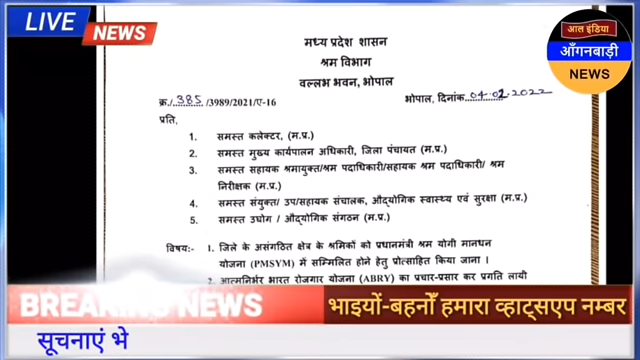 LIVE NEWS
आल इंडिया
आँगनबाड़ी
NEWS
मध्य प्रदेश शासन
श्रम विभाग
वल्लभ भवन, भोपाल
क्र./.385./3989/2021/ए-16
भोपाल, दिनांक 04.02.2022
प्रति,
1. समस्त कलेक्टर, (म.प्र.)
2. समस्त मुख्य कार्यपालन अधिकारी, जिला पंचायत (म.प्र.)
3. समस्त सहायक श्रमायुक्त/श्रम पदाधिकारी/सहायक श्रम पदाधिकारी/ श्रम
निरीक्षक (म.प्र.)
4. समस्त संयुक्त/ उप/सहायक संचालक, औद्योगिक स्वास्थ्य एवं सुरक्षा (म.प्र.)
5. समस्त उद्योग / औद्योगिक संगठन (म.प्र.)
विषयः- 1. जिले के असंगठित क्षेत्र के श्रमिकों को प्रधानमंत्री श्रम योगी मानधन
योजना (PMSYM) में सम्मिलित होने हेतु प्रोत्साहित किया जाना ।
2. आत्मनिर्भर भारत रोजगार योजना (ABRY) का प्रचार-प्रसार कर प्रगति लायी
BREAKING NEWS
भाइयों-बहनोँ हमारा व्हाट्सएप नम्बर
सूचनाएं भे